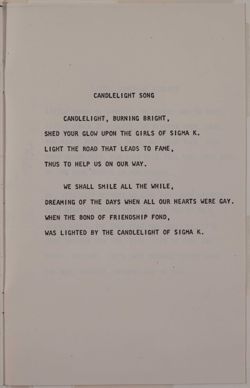 CANDLELIGHT SONG
CANDLELIGHT, BURNING BRIGHT,
SHED YOUR GLOW UPON THE GIRLS OF SIGMA K.
LIGHT THE ROAD THAT LEADS TO FAME,
THUS TO HELP US ON OUR WAY.
WE SHALL SMILE ALL THE WHILE,
DREAMING OF THE DAYS WHEN ALL OUR HEARTS WERE GAY.
WHEN THE BOND OF FRIENDSHIP FOND,
WAS LIGHTED BY THE CANDLELIGHT OF SIGMA K.